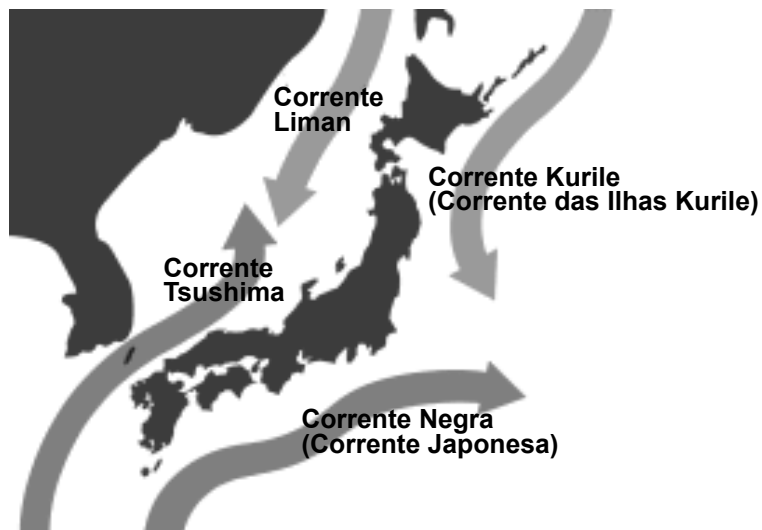 Corrente
Liman
Corrente Kurile
(Corrente das Ilhas Kurile)
Corrente
Tsushima
Corrente Negra
(Corrente Japonesa)